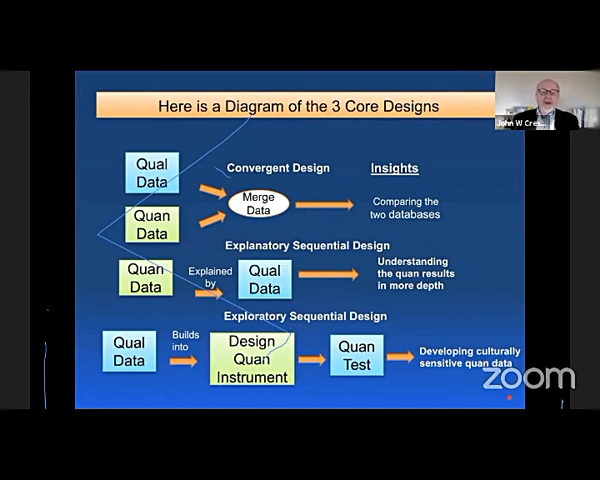 Here is a Diagram of the 3 Core Designs
John W Cres
Qual
Data
Convergent Design
Insights
Merge
Data
Comparing the
two databases
Quan
Data
Explanatory Sequential Design
Quan
Data
Explained
by
Qual
Data
Understanding
the quan results
in more depth
Exploratory Sequential Design
Qual
Data
Builds
into
Design
Quan
Instrument
Quan
Test
Developing culturally
sensitive quan data
zoom